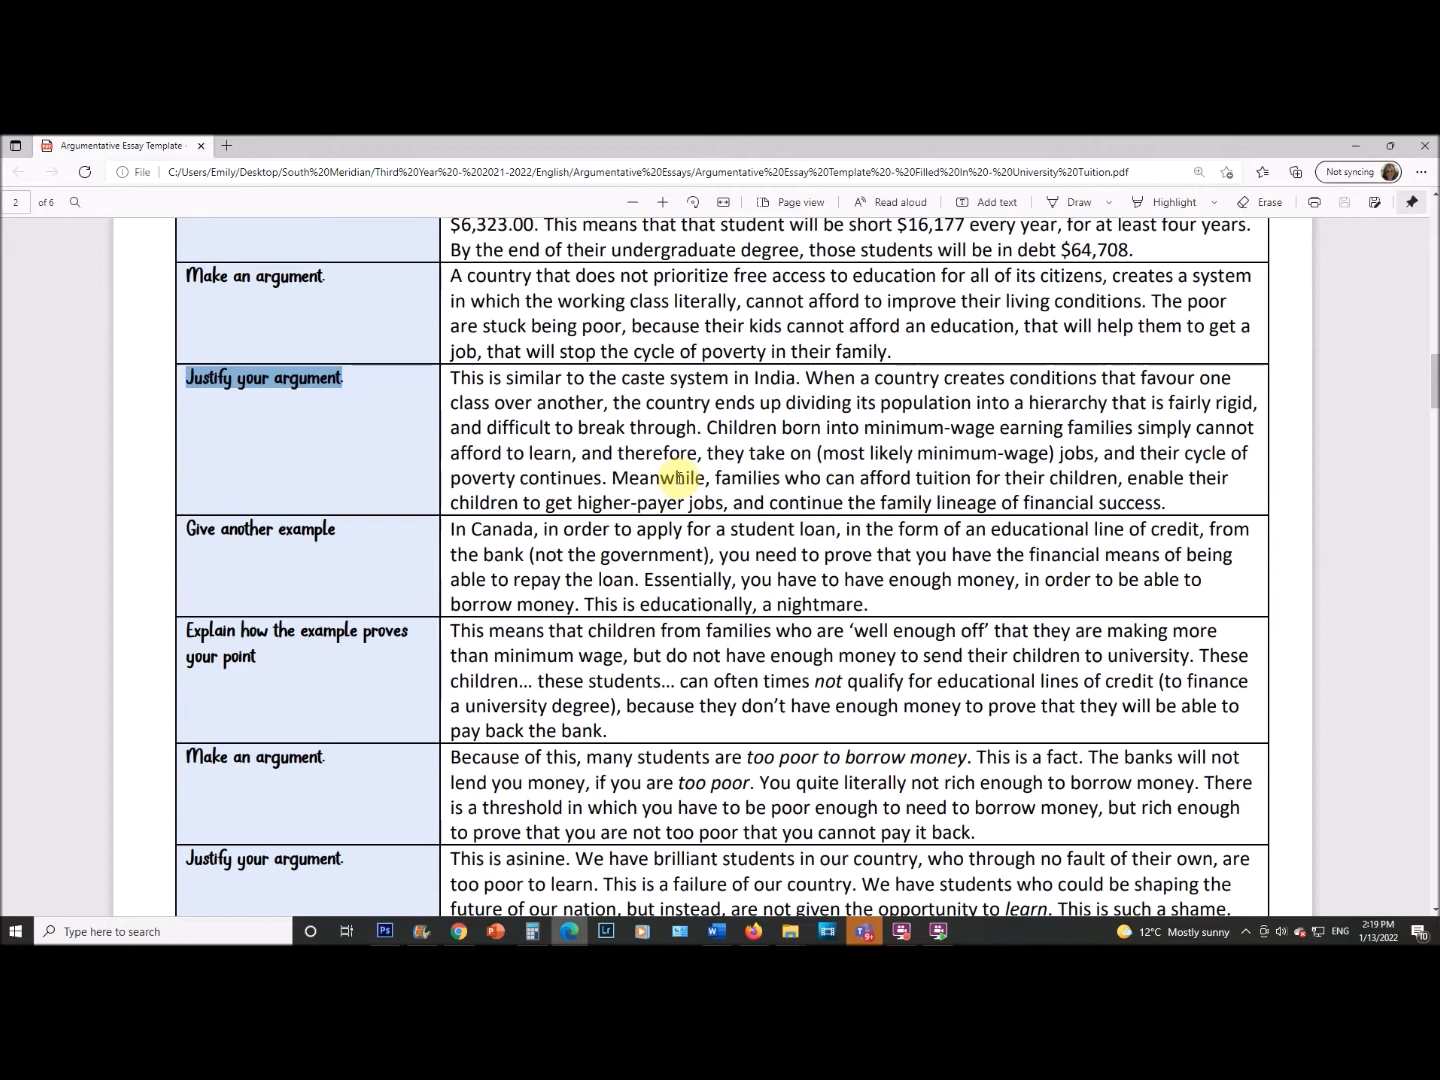 Argumentative Essay Template -
File
C:/Users/Emily/Desktop/South%20Meridian/Third%20Year%20-%202021-2022/English/Argumentative%20Essays/Argumentative%20Essay%20Template%20-%20Filled%20In%20-%20University%20Tuition.pdf
Not syncing
2 of 6
Page view
Read aloud
Add text
Draw
Highlight
Erase
$6,323.00. This means that that student will be short $16,177 every year, for at least four years.
By the end of their undergraduate degree, those students will be in debt $64,708.
Make an argument.
A country that does not prioritize free access to education for all of its citizens, creates a system
in which the working class literally, cannot afford to improve their living conditions. The poor
are stuck being poor, because their kids cannot afford an education, that will help them to get a
job, that will stop the cycle of poverty in their family.
Justify your argument.
This is similar to the caste system in India. When a country creates conditions that favour one
class over another, the country ends up dividing its population into a hierarchy that is fairly rigid,
and difficult to break through. Children born into minimum-wage earning families simply cannot
afford to learn, and therefore, they take on (most likely minimum-wage) jobs, and their cycle of
poverty continues. Meanwhile, families who can afford tuition for their children, enable their
children to get higher-payer jobs, and continue the family lineage of financial success.
Give another example
In Canada, in order to apply for a student loan, in the form of an educational line of credit, from
the bank (not the government), you need to prove that you have the financial means of being
able to repay the loan. Essentially, you have to have enough money, in order to be able to
borrow money. This is educationally, a nightmare.
Explain how the example proves
your point
This means that children from families who are ‘well enough off’ that they are making more
than minimum wage, but do not have enough money to send their children to university. These
children… these students… can often times not qualify for educational lines of credit (to finance
a university degree), because they don’t have enough money to prove that they will be able to
pay back the bank.
Make an argument.
Because of this, many students are too poor to borrow money. This is a fact. The banks will not
lend you money, if you are too poor. You quite literally not rich enough to borrow money. There
is a threshold in which you have to be poor enough to need to borrow money, but rich enough
to prove that you are not too poor that you cannot pay it back.
Justify your argument.
This is asinine. We have brilliant students in our country, who through no fault of their own, are
too poor to learn. This is a failure of our country. We have students who could be shaping the
future of our nation, but instead, are not given the opportunity to learn. This is such a shame.
Type here to search
Ps
Lr
9+
12°C Mostly sunny
ENG
2:19 PM
1/13/2022
10